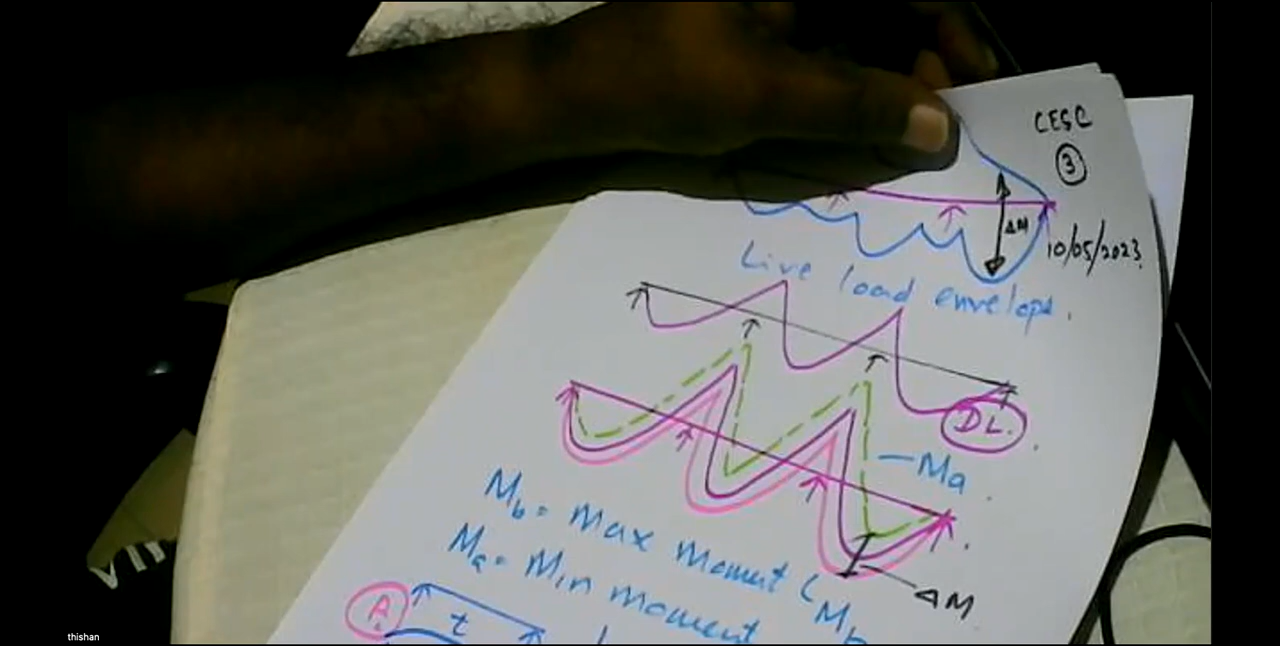 CESC
3
ΔM
10/05/2023.
Live load envelope.
DL.
Ma
Mb = Max Moment (Mb
Ma = Min moment
ΔM
A.
t
thishan